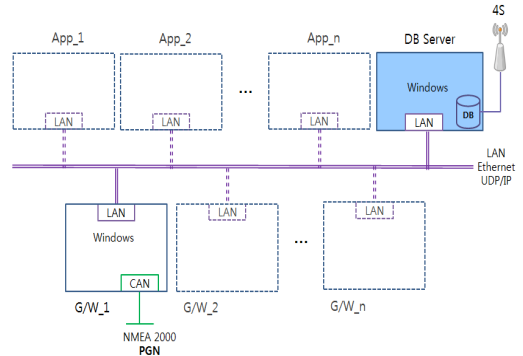 4S
App_1
App_2
App_n
DB Server
...
Windows
DB
LAN
LAN
LAN
LAN
LAN
Ethernet
UDP/IP
LAN
LAN
LAN
Windows
...
CAN
G/W_1
G/W_2
G/W_n
NMEA 2000
PGN